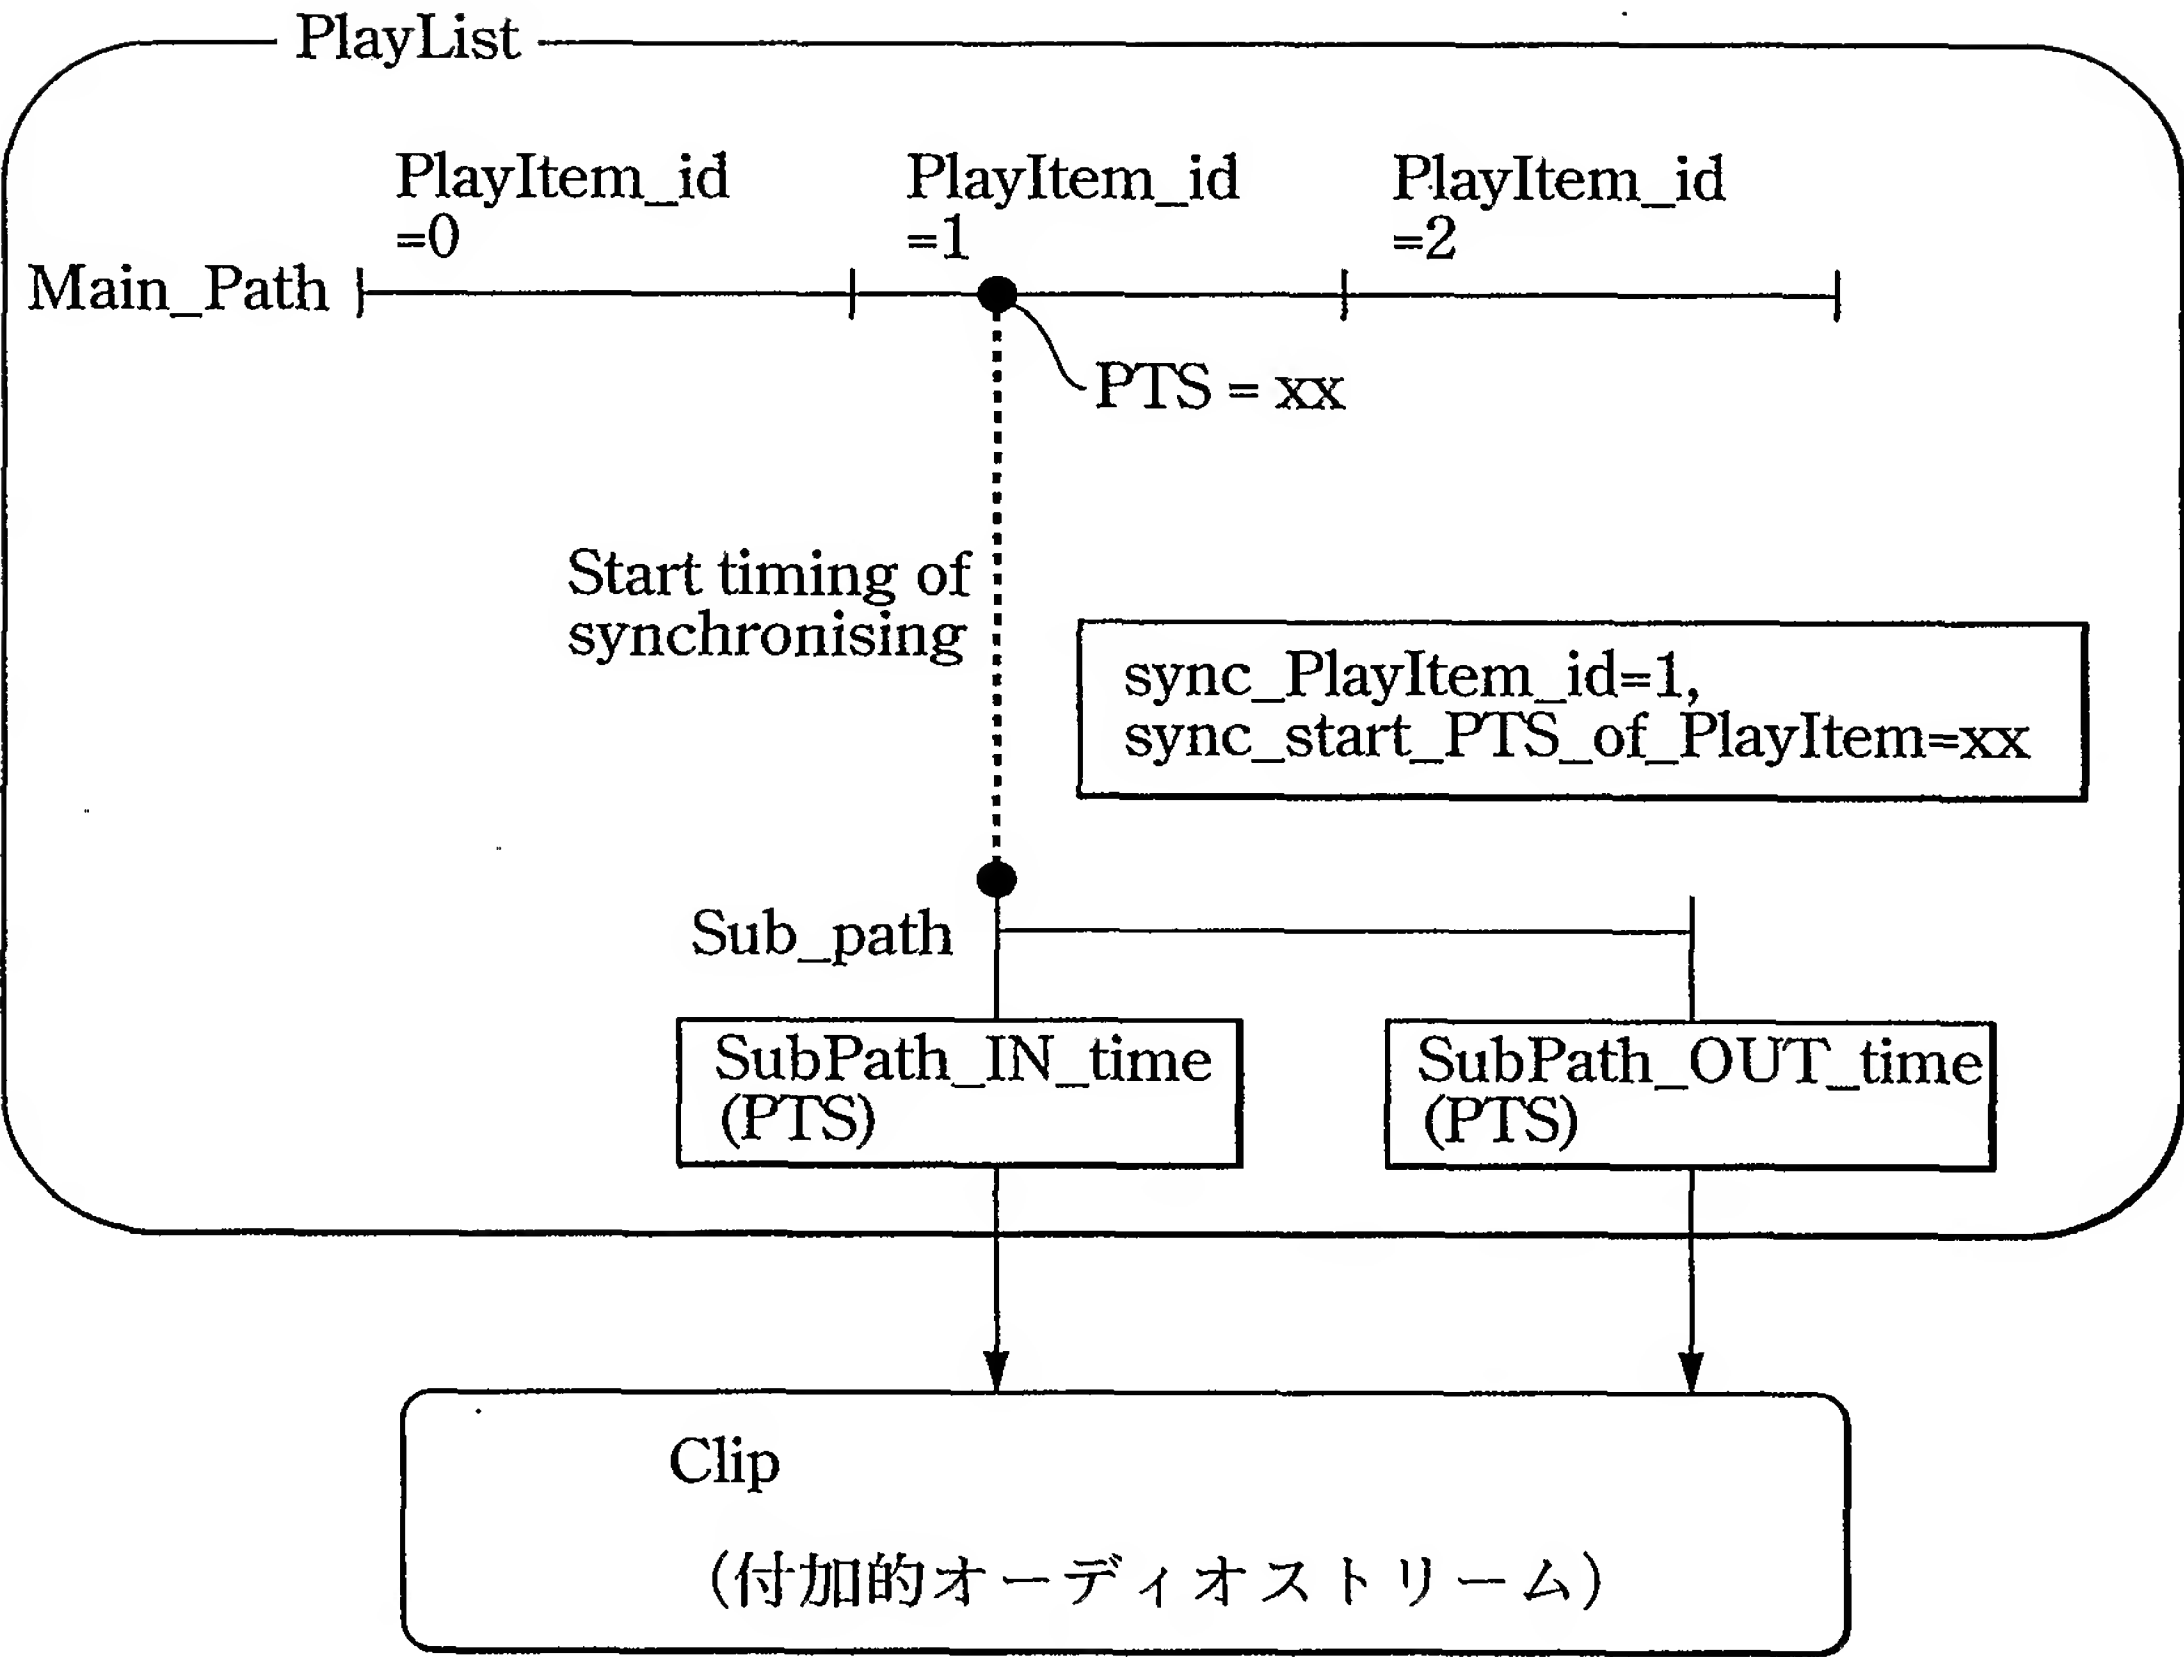 PlayList
PlayItem_id
=0
PlayItem_id
=1
PlayItem_id
=2
Main_Path
PTS = xx
Start timing of
synchronising
sync_PlayItem_id=1,
sync_start_PTS_of_PlayItem=xx
Sub_path
SubPath_IN_time
(PTS)
SubPath_OUT_time
(PTS)
Clip
(付加的オーディオストリーム)